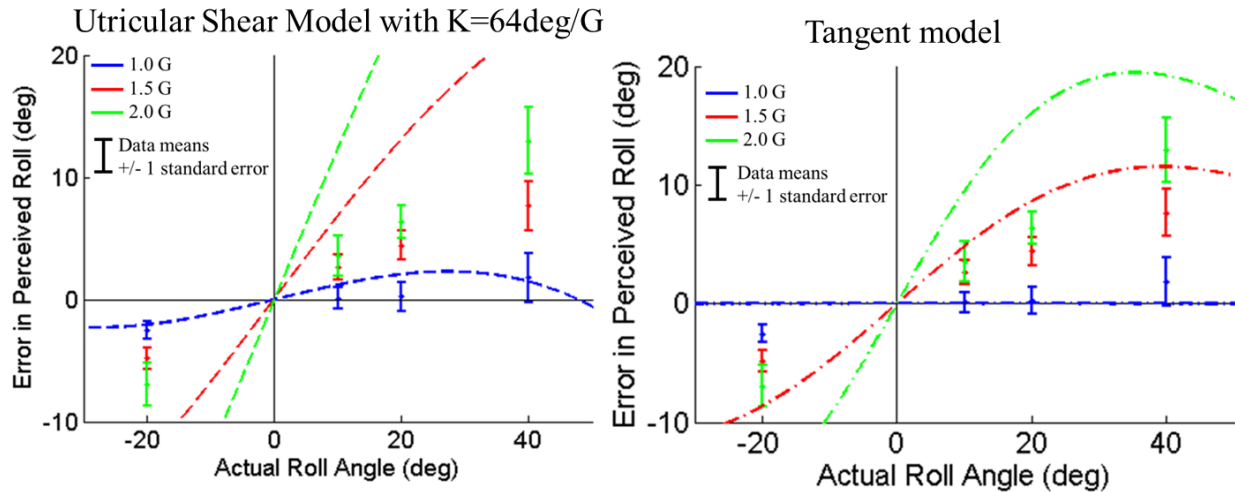 Utricular Shear Model with K=64deg/G
20
10
0
-10
-20
0
20
40
Error in Perceived Roll (deg)
Actual Roll Angle (deg)
1.0 G
1.5 G
2.0 G
Data means
+/- 1 standard error
Tangent model
20
10
0
-10
-20
0
20
40
Error in Perceived Roll (deg)
Actual Roll Angle (deg)
1.0 G
1.5 G
2.0 G
Data means
+/- 1 standard error